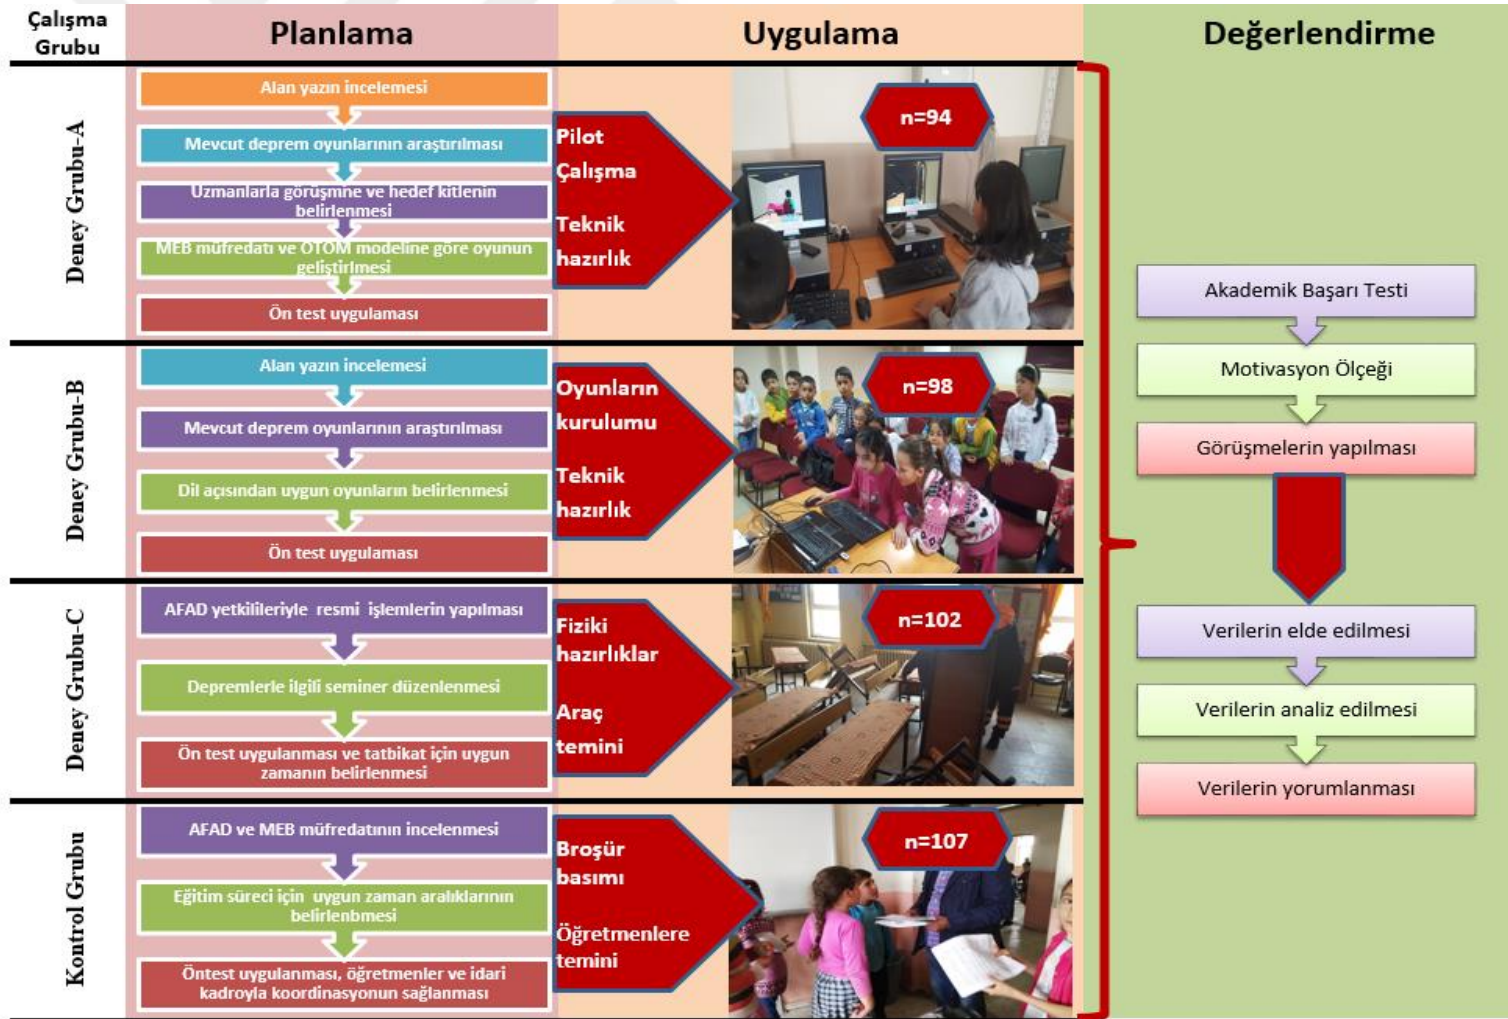 Çalışma
Grubu
Planlama
Uygulama
Değerlendirme
Deney Grubu-A
Alan yazın incelemesi
Mevcut deprem oyunlarının araştırılması
Uzmanlarla görüşmne ve hedef kitlenin
belirlenmesi
MEB müfredatı ve OTOM modeline göre oyunun
geliştirilmesi
Ön test uygulaması
Pilot
Çalışma
Teknik
hazırlık
n=94
Deney Grubu-B
Alan yazın incelemesi
Mevcut deprem oyunlarının araştırılması
Dil açısından uygun oyunların belirlenmesi
Ön test uygulaması
Oyunların
kurulumu
Teknik
hazırlık
n=98
Deney Grubu-C
AFAD yetkilileriyle resmi işlemlerin yapılması
Depremlerle ilgili seminer düzenlenmesi
Ön test uygulanması ve tatbikat için uygun
zamanın belirlenmesi
Fiziki
hazırlıklar
Araç
temini
n=102
Kontrol Grubu
AFAD ve MEB müfredatının incelenmesi
Eğitim süreci için uygun zaman aralıklarının
belirlenbmesi
Öntest uygulanması, öğretmenler ve idari
kadroyla koordinasyonun sağlanması
Broşür
basımı
Öğretmenlere
temini
n=107
Akademik Başarı Testi
Motivasyon Ölçeği
Görüşmelerin yapılması
Verilerin elde edilmesi
Verilerin analiz edilmesi
Verilerin yorumlanması